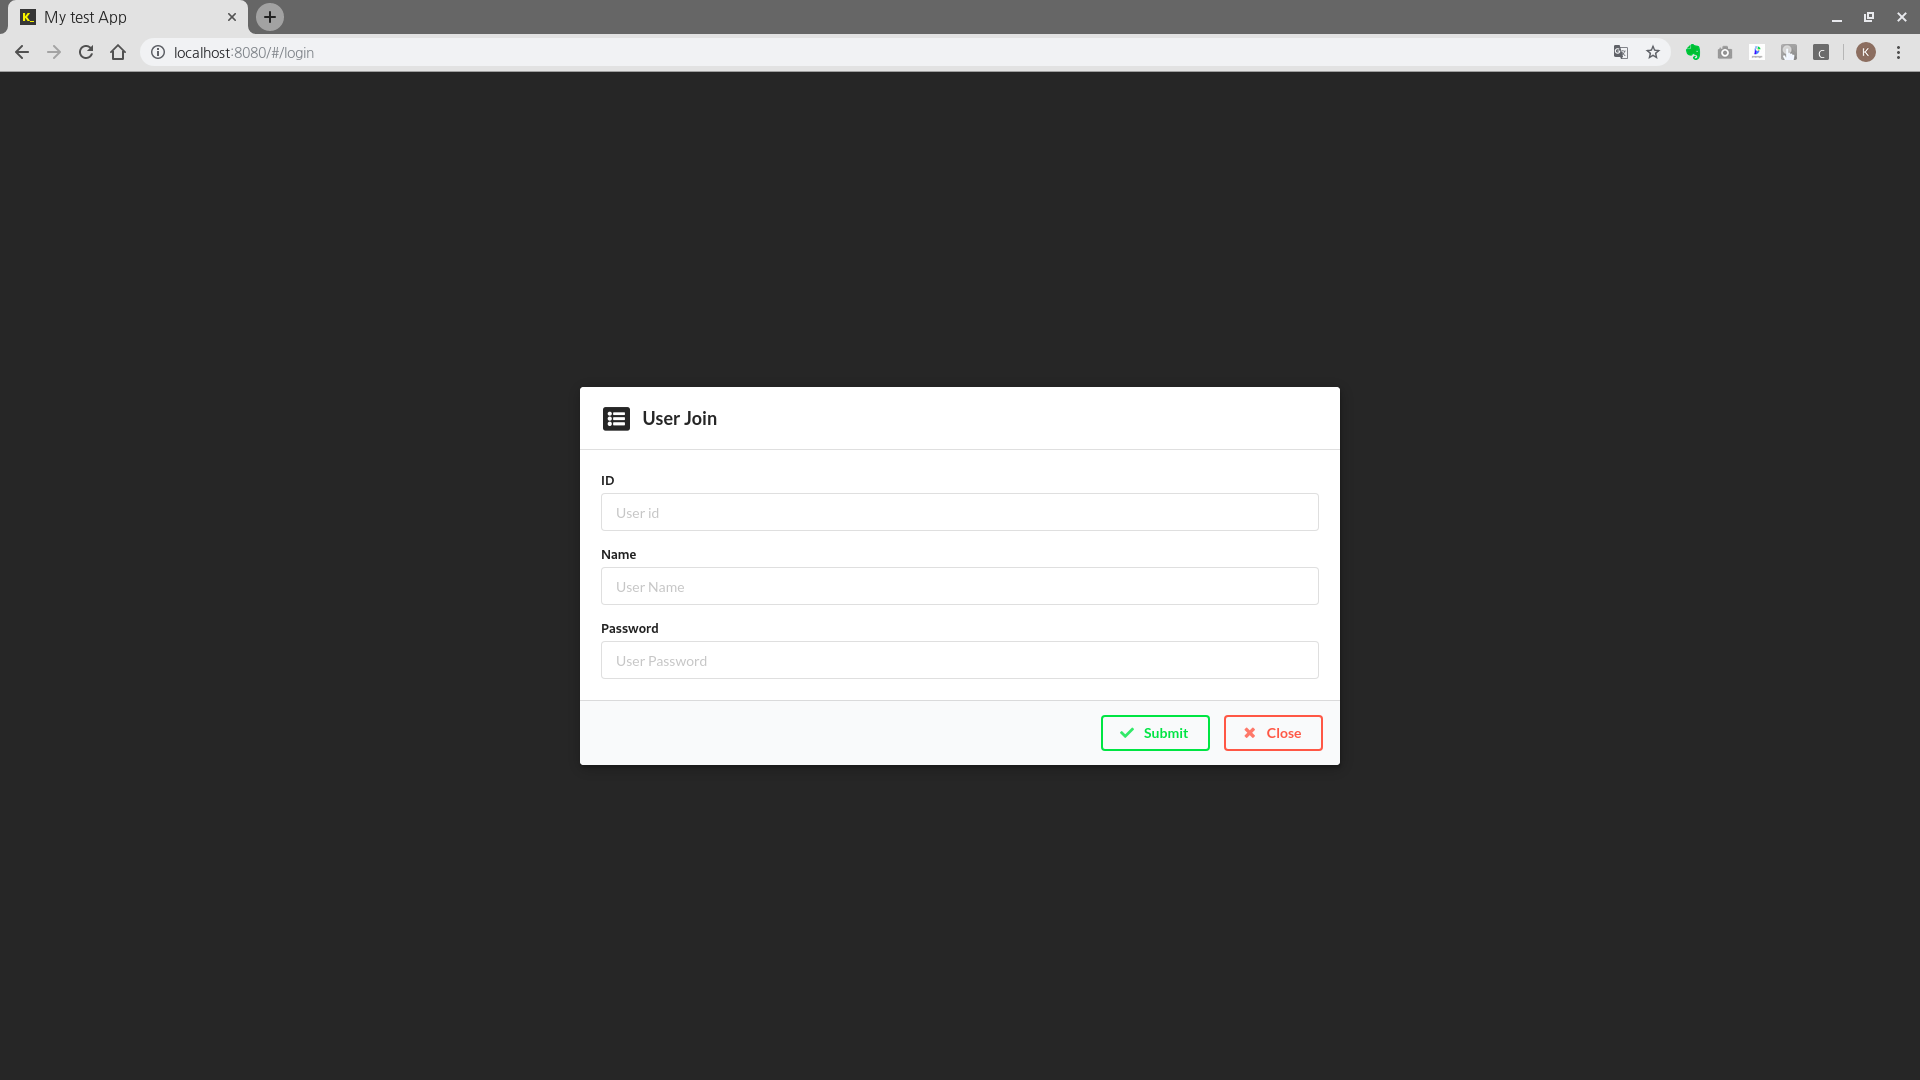 K_ My test App
localhost:8080/#/login
C
K
User Join
ID
User id
Name
User Name
Password
User Password
Submit
Close